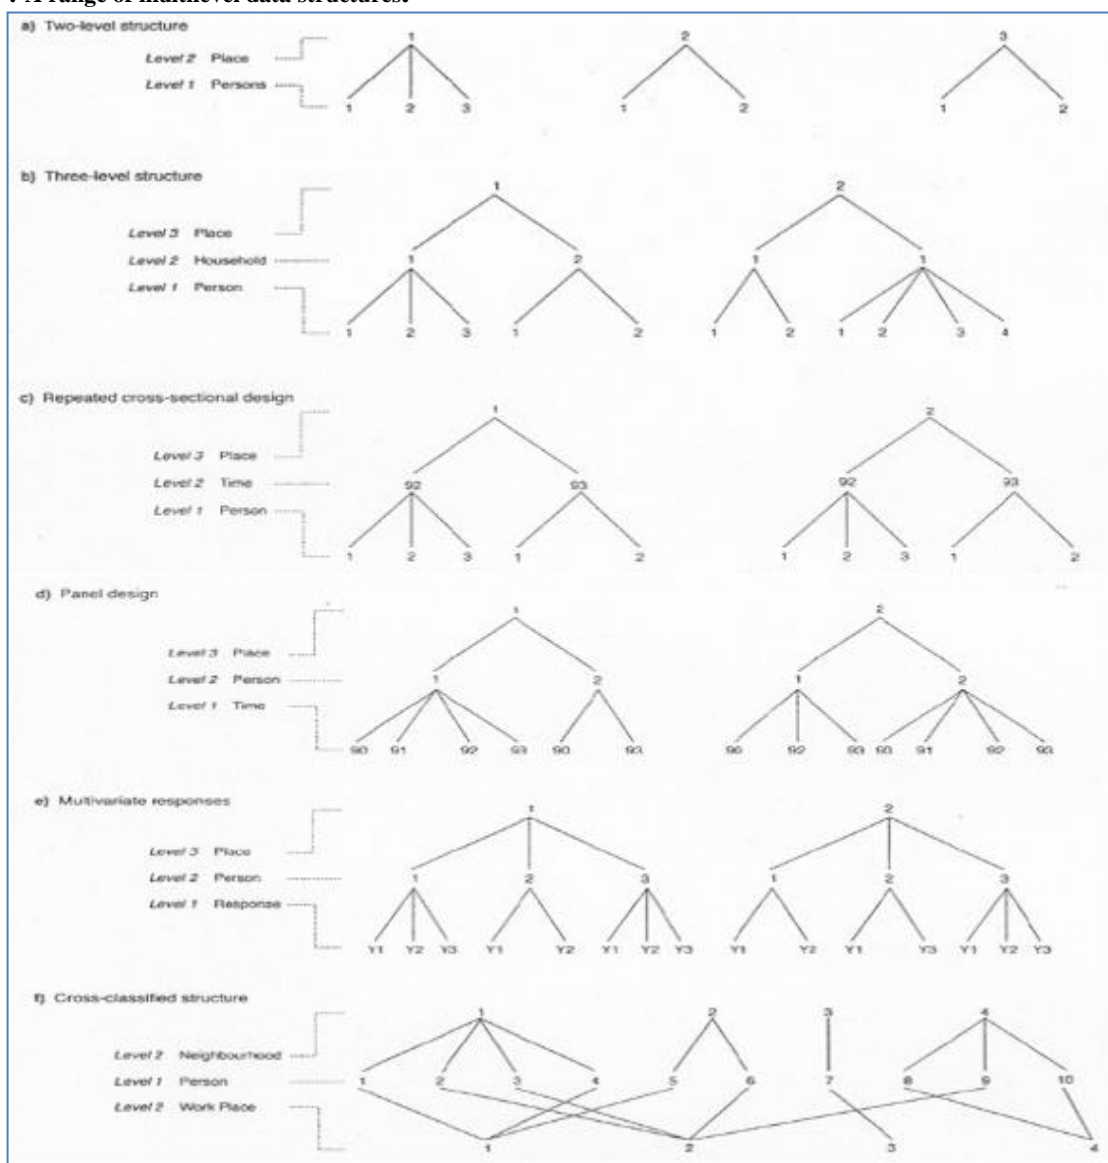 : A range of multilevel data structures.
a) Two-level structure
1 2 3
Level 2 Place
Level 1 Persons
1 2 3 1 2 1 2
b) Three-level structure
1 2
Level 3 Place
Level 2 Household
1 2 1 1
Level 1 Person
1 2 3 1 2 1 2 1 2 3 4
c) Repeated cross-sectional design
1 2
Level 3 Place
Level 2 Time
92 93 92 93
Level 1 Person
1 2 3 1 2 1 2 3 1 2
d) Panel design
1 2
Level 3 Place
Level 2 Person
1 2 1 2
Level 1 Time
90 91 92 93 90 93 90 92 93 90 91 92 93
e) Multivariate responses
1 2
Level 3 Place
Level 2 Person
1 2 3 1 2 3
Level 1 Response
Y1 Y2 Y3 Y1 Y2 Y1 Y2 Y3 Y1 Y2 Y1 Y3 Y1 Y2 Y3
f) Cross-classified structure
1 2 3 4
Level 2 Neighbourhood
Level 1 Person
1 2 3 4 5 6 7 8 9 10
Level 2 Work Place
1 2 3 4